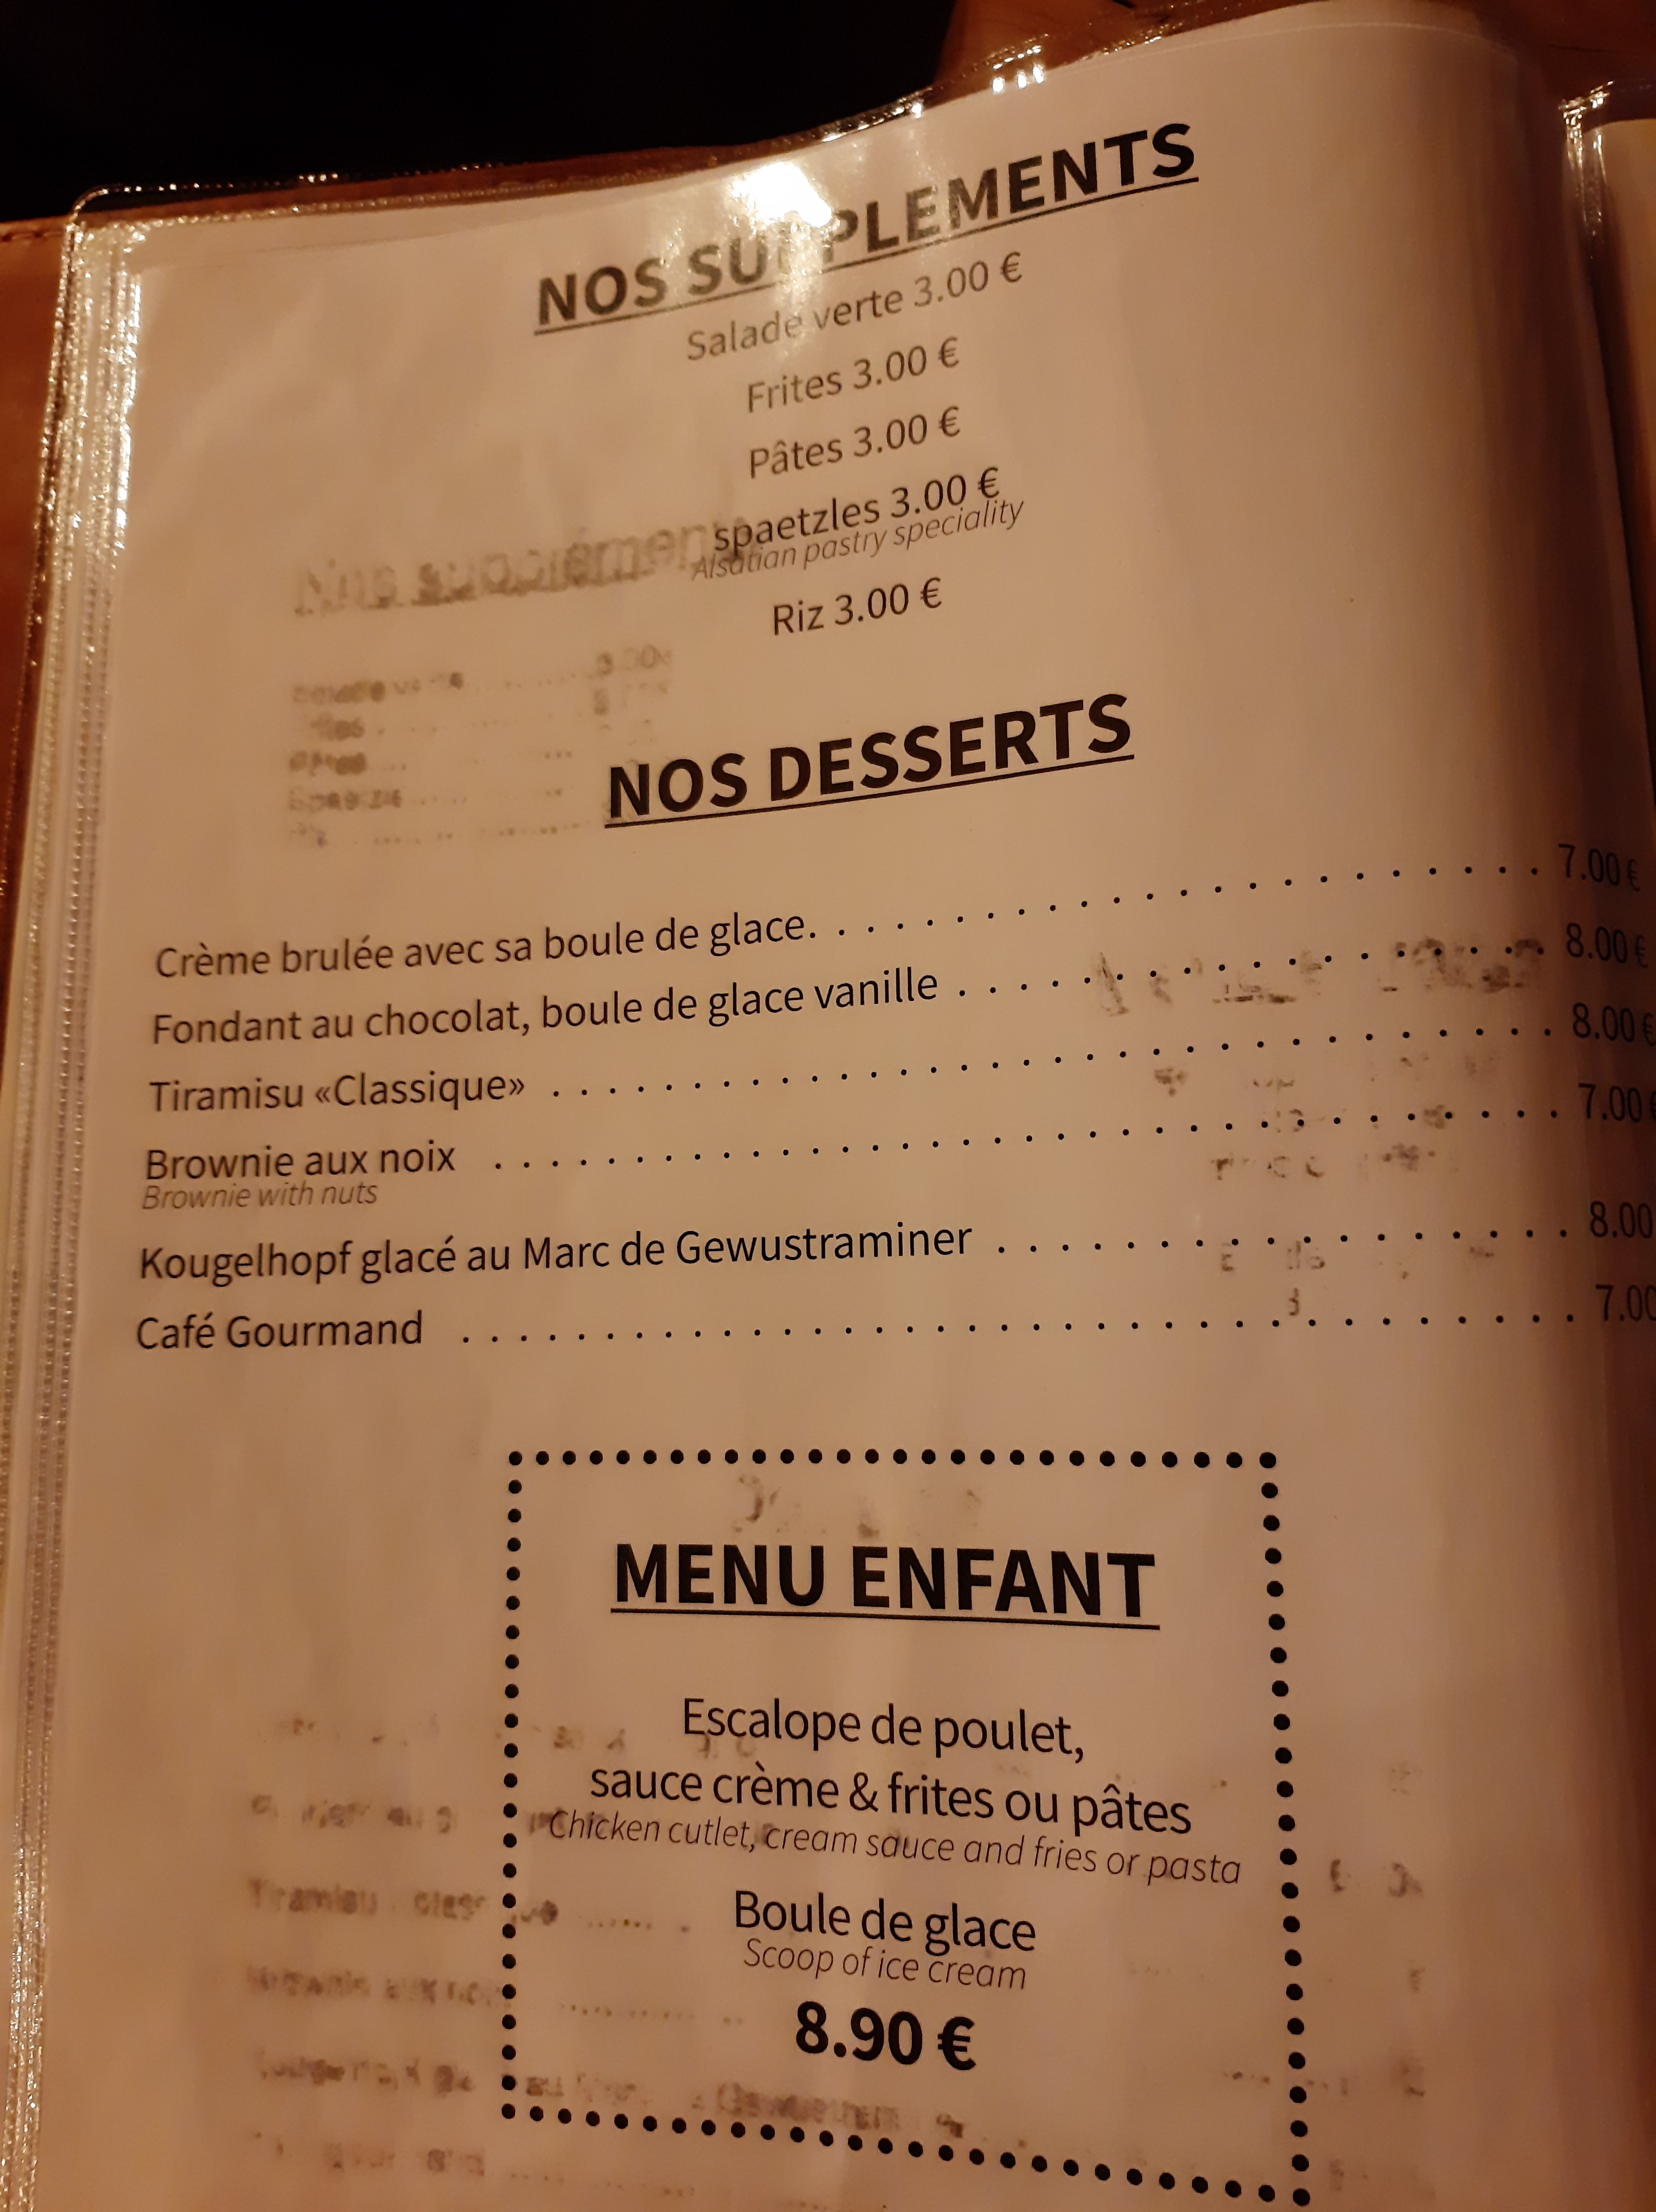 NOS SUPPLEMENTS
Salade verte 3.00 €
Frites 3.00 €
Pâtes 3.00 €
spaetzles 3.00 €
Alsatian pastry speciality
Riz 3.00 €
NOS DESSERTS
Crème brulée avec sa boule de glace. . . . . . . . . . . . . . . . . . . . . . 7.00 €
Fondant au chocolat, boule de glace vanille . . . . . . . . . . . . . . . . . . 8.00 €
Tiramisu «Classique» . . . . . . . . . . . . . . . . . . . . . . . . . . . . . . . 8.00 €
Brownie aux noix . . . . . . . . . . . . . . . . . . . . . . . . . . . . . . . . . 7.00 €
Brownie with nuts
Kougelhopf glacé au Marc de Gewustraminer . . . . . . . . . . . . . . . . . . 8.00
Café Gourmand . . . . . . . . . . . . . . . . . . . . . . . . . . . . . . . . . . 7.00
MENU ENFANT
Escalope de poulet,
sauce crème & frites ou pâtes
Chicken cutlet, cream sauce and fries or pasta
Boule de glace
Scoop of ice cream
8.90 €